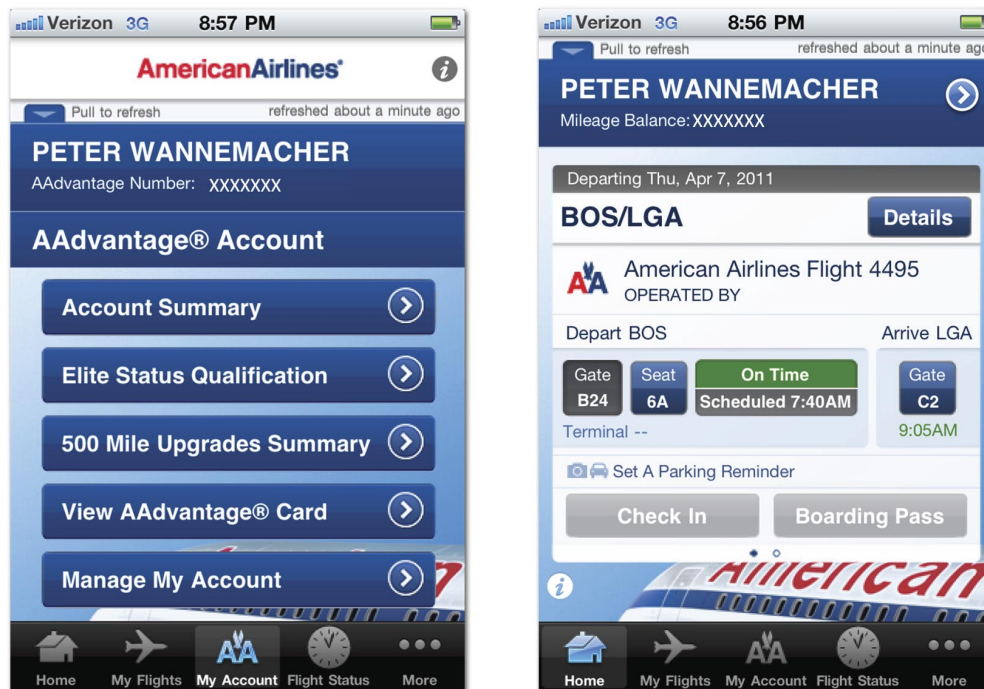 Verizon 3G 8:57 PM
AmericanAirlines®
Pull to refresh refreshed about a minute ago
PETER WANNEMACHER
AAdvantage Number: XXXXXXX
AAdvantage® Account
Account Summary
Elite Status Qualification
500 Mile Upgrades Summary
View AAdvantage® Card
Manage My Account
Home My Flights My Account Flight Status More
Verizon 3G 8:56 PM
Pull to refresh refreshed about a minute ago
PETER WANNEMACHER
Mileage Balance: XXXXXXX
Departing Thu, Apr 7, 2011
BOS/LGA Details
AA American Airlines Flight 4495
OPERATED BY
Depart BOS Arrive LGA
Gate Seat On Time Gate
B24 6A Scheduled 7:40AM C2
Terminal -- 9:05AM
Set A Parking Reminder
Check In Boarding Pass
American
Home My Flights My Account Flight Status More